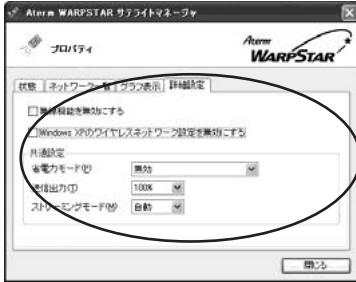 Aterm WARPSTAR サテライトマネージャ
プロパティ
Aterm
WARPSTAR
状態 ネットワーク一覧 グラフ表示 詳細設定
無線機能を無効にする
Windows XPのワイヤレスネットワーク設定を無効にする
共通設定
省電力モード(P) 無効
送信出力(T) 100%
ストリーミングモード(M) 自動
閉じる